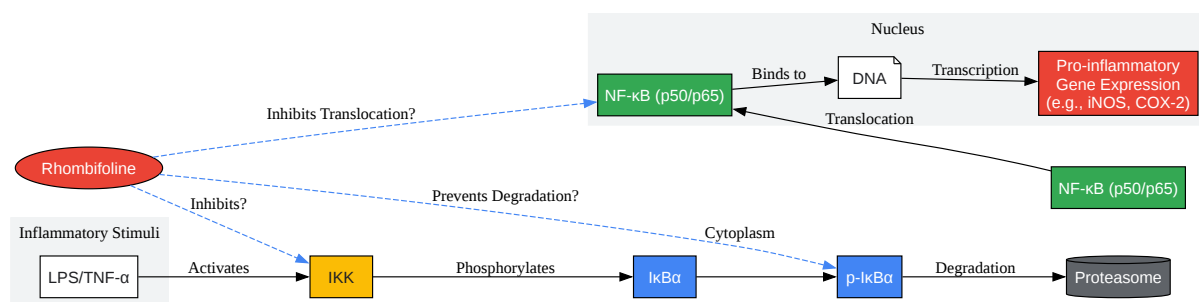 Nucleus
NF-κB (p50/p65)
Binds to
DNA
Transcription
Pro-inflammatory
Gene Expression
(e.g., iNOS, COX-2)
Inhibits Translocation?
Translocation
Rhombifoline
NF-κB (p50/p65)
Prevents Degradation?
Inhibits?
Inflammatory Stimuli
Cytoplasm
LPS/TNF-α
Activates
IKK
Phosphorylates
IκBα
p-IκBα
Degradation
Proteasome